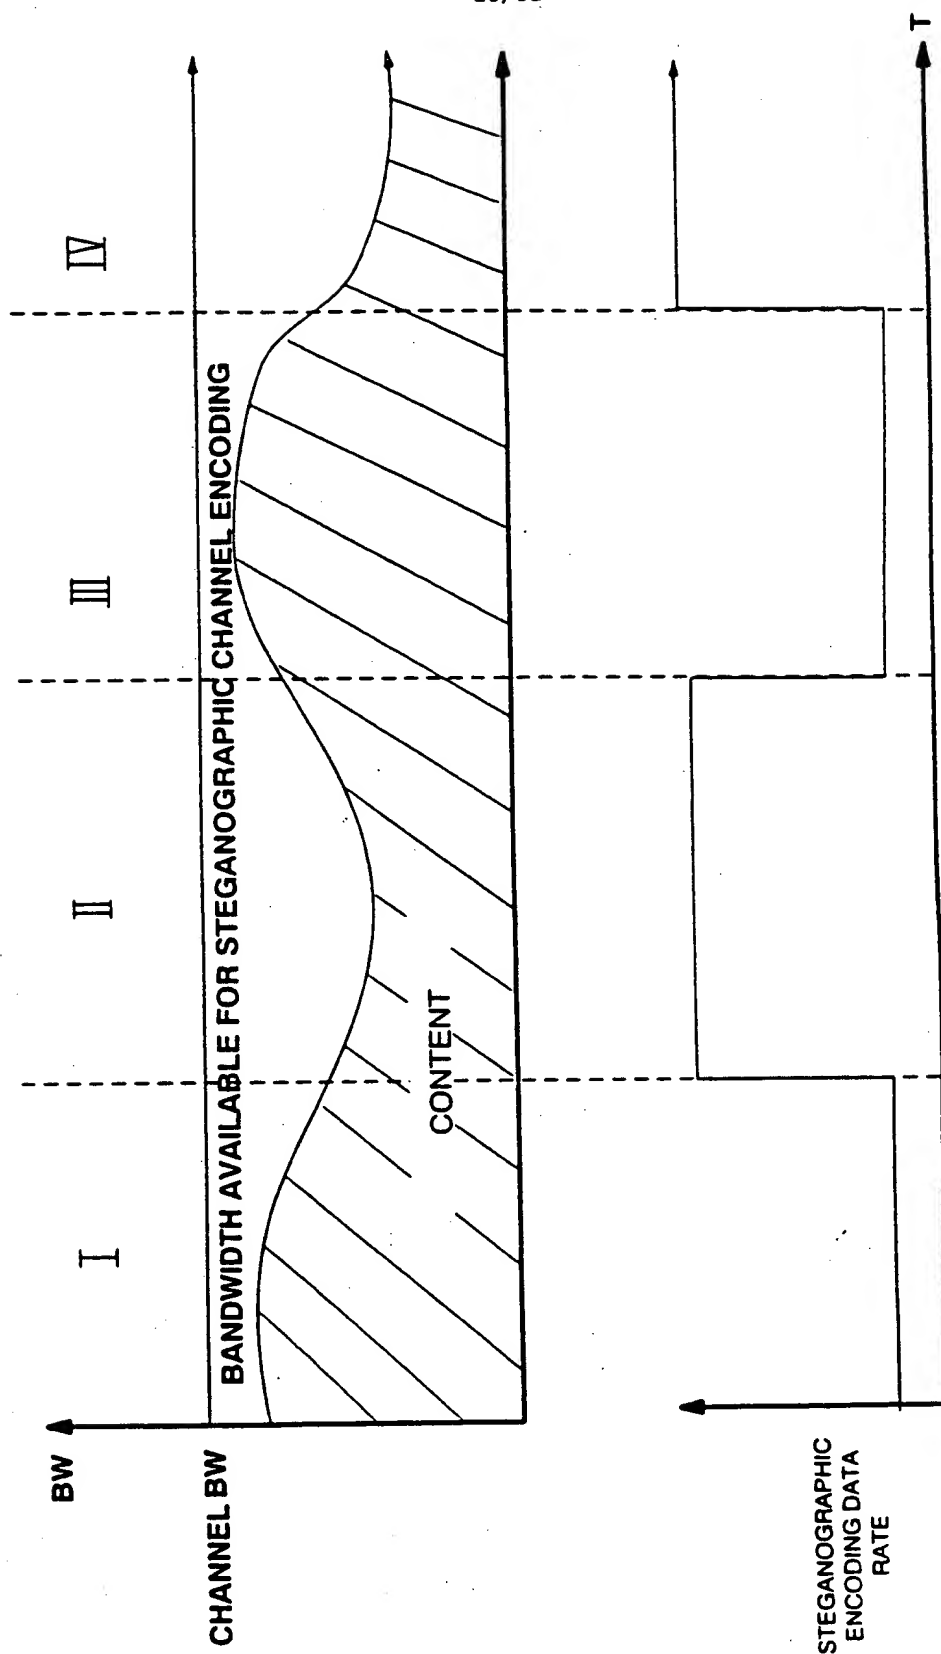 BW
I
II
III
IV
CHANNEL BW
BANDWIDTH AVAILABLE FOR STEGANOGRAPHIC CHANNEL ENCODING
CONTENT
STEGANOGRAPHIC
ENCODING DATA
RATE
T